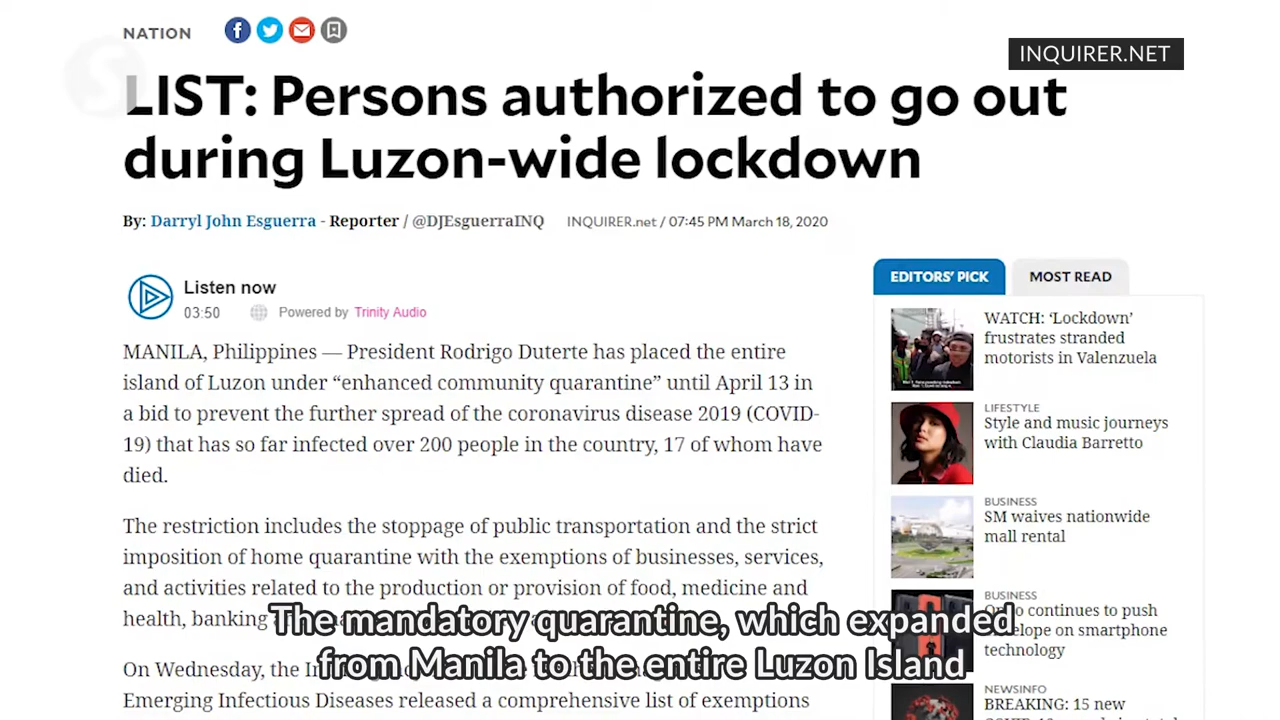 NATION
INQUIRER.NET
LIST: Persons authorized to go out
during Luzon-wide lockdown
By: Darryl John Esguerra - Reporter / @DJEsguerraINQ
INQUIRER.net / 07:45 PM March 18, 2020
Listen now
03:50
Powered by Trinity Audio
MANILA, Philippines — President Rodrigo Duterte has placed the entire
island of Luzon under “enhanced community quarantine” until April 13 in
a bid to prevent the further spread of the coronavirus disease 2019 (COVID-
19) that has so far infected over 200 people in the country, 17 of whom have
died.
The restriction includes the stoppage of public transportation and the strict
imposition of home quarantine with the exemptions of businesses, services,
and activities related to the production or provision of food, medicine and
health, banking
On Wednesday, the
Emerging Infectious Diseases released a comprehensive list of exemptions
EDITORS' PICK
MOST READ
WATCH: ‘Lockdown’
frustrates stranded
motorists in Valenzuela
LIFESTYLE
Style and music journeys
with Claudia Barretto
BUSINESS
SM waives nationwide
mall rental
BUSINESS
continues to push
envelope on smartphone
technology
NEWSINFO
BREAKING: 15 new
The mandatory quarantine, which expanded
from Manila to the entire Luzon Island